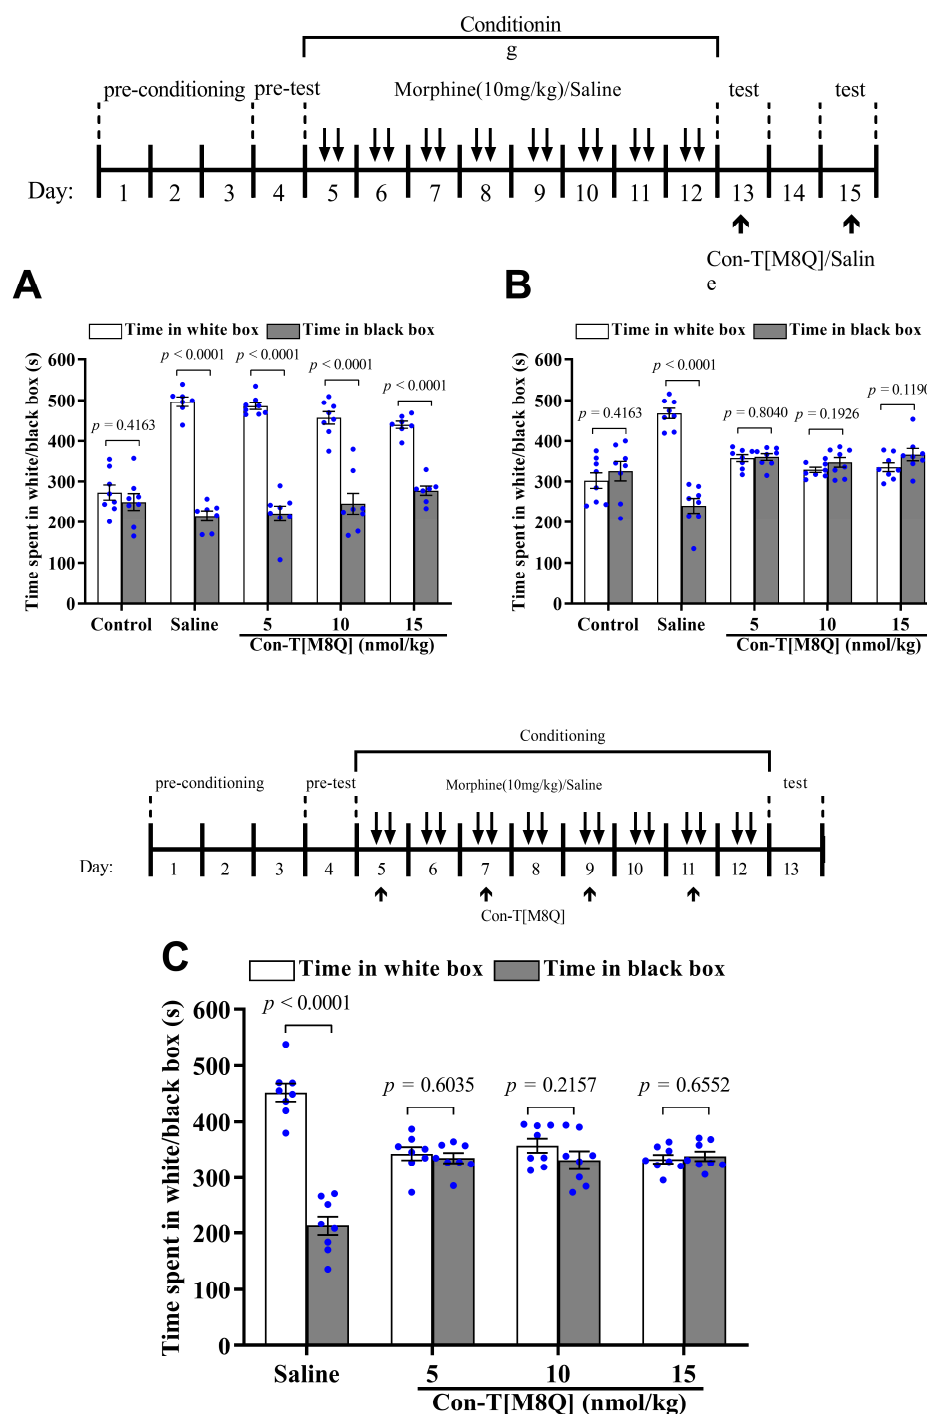 Conditionin
g
pre-conditioning pre-test Morphine(10mg/kg)/Saline test test
Day: 1 2 3 4 5 6 7 8 9 10 11 12 13 14 15
Con-T[M8Q]/Salin
e
A
Time in white box Time in black box
Time spent in white/black box (s)
600
500
400
300
200
100
0
p = 0.4163
p < 0.0001
p < 0.0001
p < 0.0001
p < 0.0001
Control Saline 5 10 15
Con-T[M8Q] (nmol/kg)
B
Time in white box Time in black box
Time spent in white/black box (s)
600
500
400
300
200
100
0
p = 0.4163
p < 0.0001
p = 0.8040
p = 0.1926
p = 0.1190
Control Saline 5 10 15
Con-T[M8Q] (nmol/kg)
Conditioning
pre-conditioning pre-test Morphine(10mg/kg)/Saline test
Day: 1 2 3 4 5 6 7 8 9 10 11 12 13
Con-T[M8Q]
C
Time in white box Time in black box
Time spent in white/black box (s)
600
500
400
300
200
100
0
p < 0.0001
p = 0.6035
p = 0.2157
p = 0.6552
Saline 5 10 15
Con-T[M8Q] (nmol/kg)